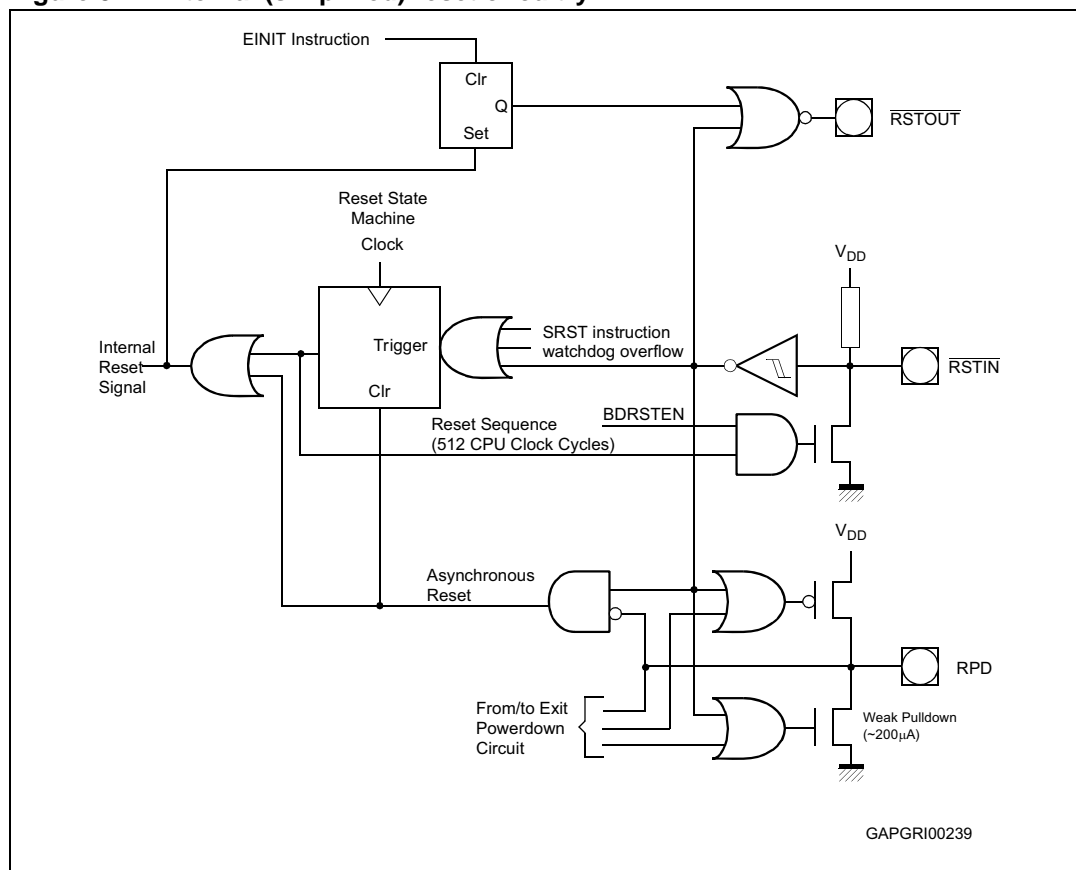 EINIT Instruction
Clr
Q
Set
RSTOUT
Reset State
Machine
Clock
VDD
Trigger
SRST instruction
watchdog overflow
Internal
Reset
Signal
RSTIN
Clr
BDRSTEN
Reset Sequence
(512 CPU Clock Cycles)
VDD
Asynchronous
Reset
RPD
From/to Exit
Powerdown
Circuit
Weak Pulldown
(~200µA)
GAPGRI00239